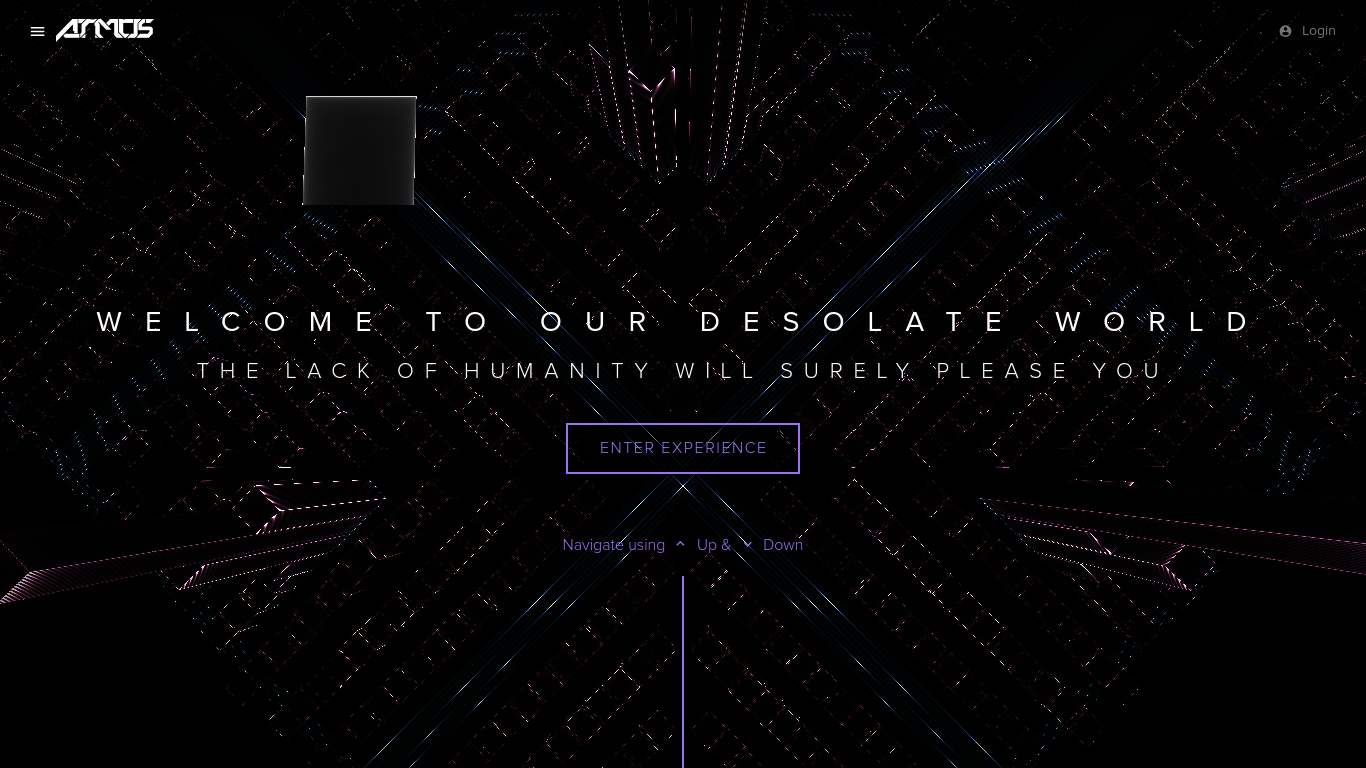 ATMOS
Login
WELCOME TO OUR DESOLATE WORLD
THE LACK OF HUMANITY WILL SURELY PLEASE YOU
ENTER EXPERIENCE
Navigate using Up & Down